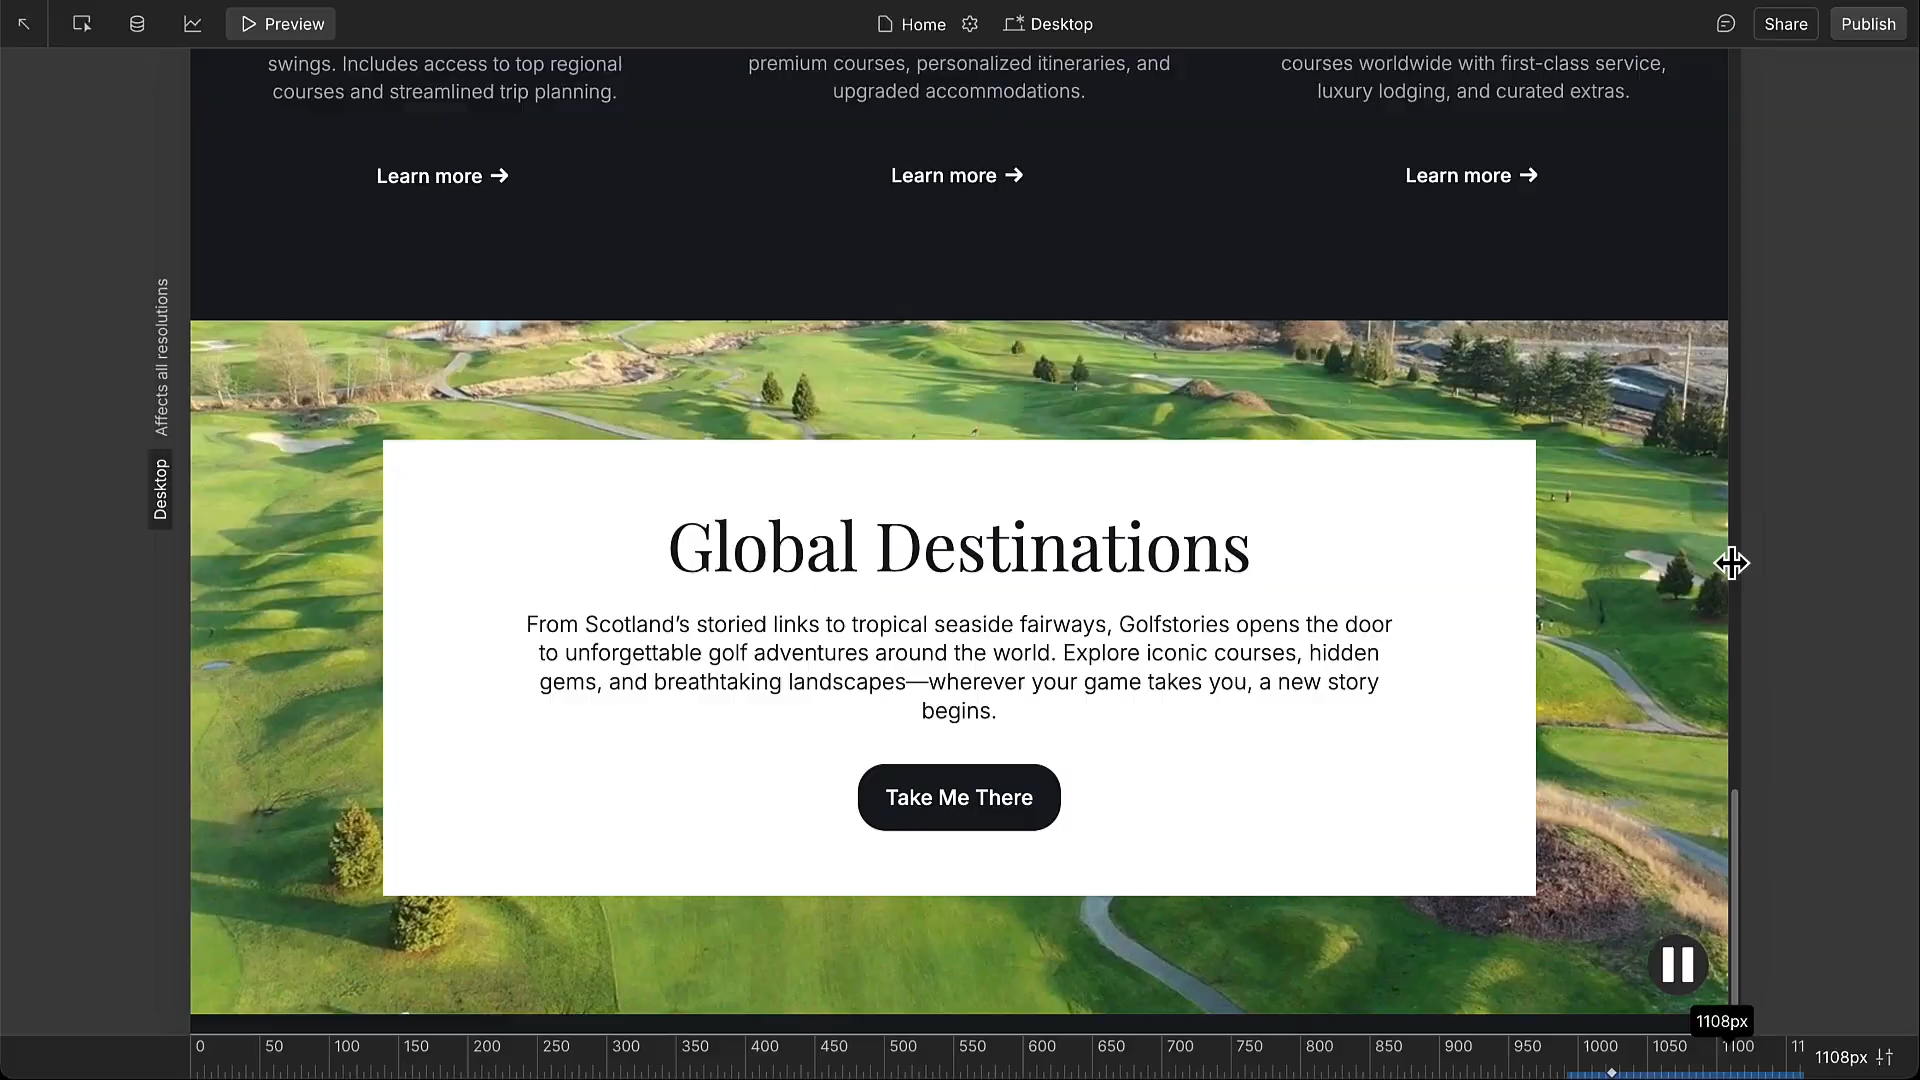 Preview
Home
Desktop
Share
Publish
swings. Includes access to top regional
courses and streamlined trip planning.
premium courses, personalized itineraries, and
upgraded accommodations.
courses worldwide with first-class service,
luxury lodging, and curated extras.
Learn more →
Learn more →
Learn more →
Affects all resolutions
Desktop
Global Destinations
From Scotland’s storied links to tropical seaside fairways, Golfstories opens the door
to unforgettable golf adventures around the world. Explore iconic courses, hidden
gems, and breathtaking landscapes—wherever your game takes you, a new story
begins.
Take Me There
1108px
0 50 100 150 200 250 300 350 400 450 500 550 600 650 700 750 800 850 900 950 1000 1050 1100 11
1108px